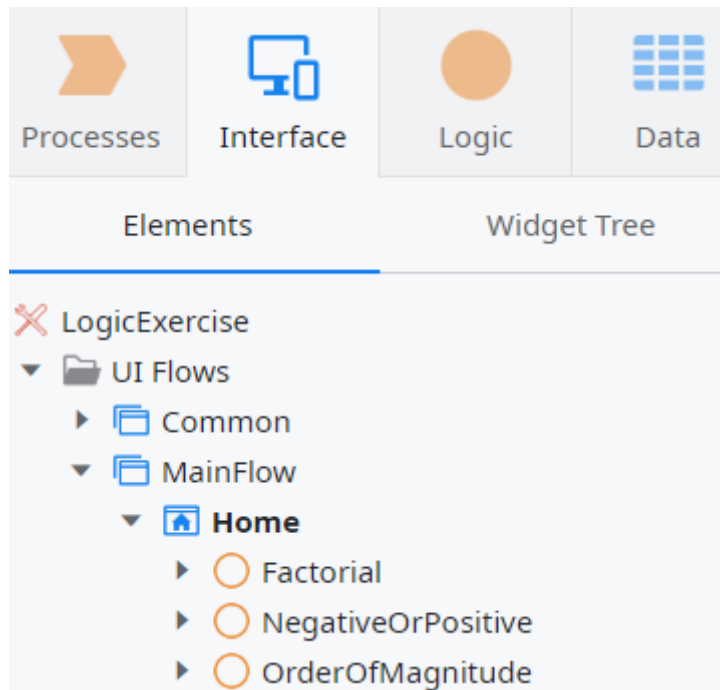 Processes Interface Logic Data
Elements Widget Tree
LogicExercise
UI Flows
Common
MainFlow
Home
Factorial
NegativeOrPositive
OrderOfMagnitude